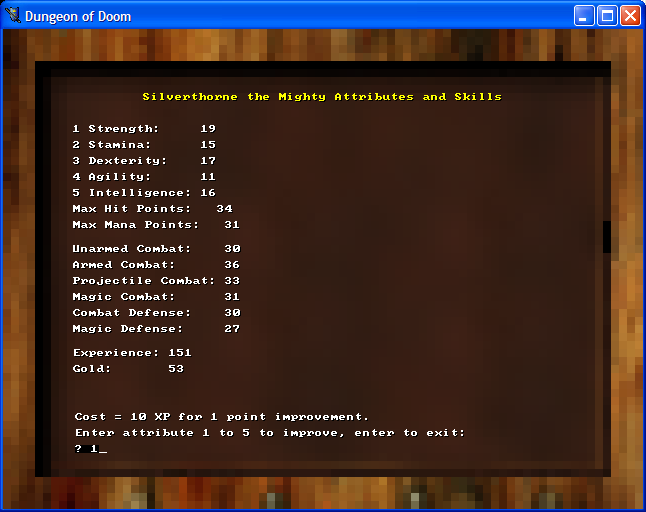 Dungeon of Doom
Silverthorne the Mighty Attributes and Skills
1 Strength: 19
2 Stamina: 15
3 Dexterity: 17
4 Agility: 11
5 Intelligence: 16
Max Hit Points: 34
Max Mana Points: 31
Unarmed Combat: 30
Armed Combat: 36
Projectile Combat: 33
Magic Combat: 31
Combat Defense: 30
Magic Defense: 27
Experience: 151
Gold: 53
Cost = 10 XP for 1 point improvement.
Enter attribute 1 to 5 to improve, enter to exit:
? 1_